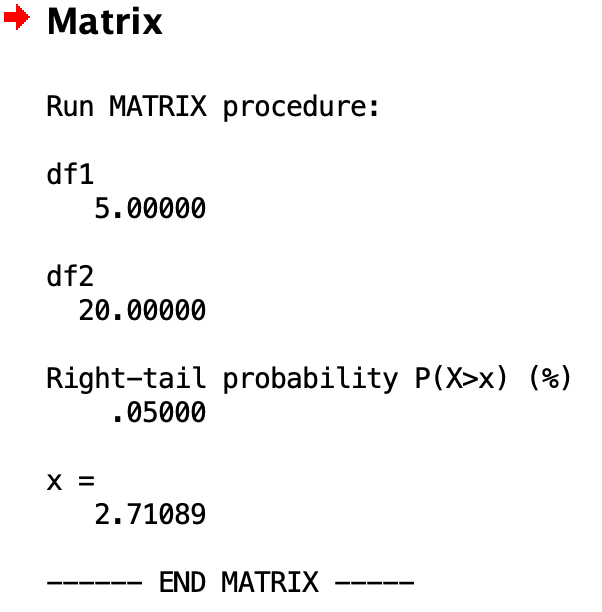 Matrix
Run MATRIX procedure:
df1
5.00000
df2
20.00000
Right-tail probability P(X>x) (%)
.05000
x =
2.71089
------ END MATRIX -----